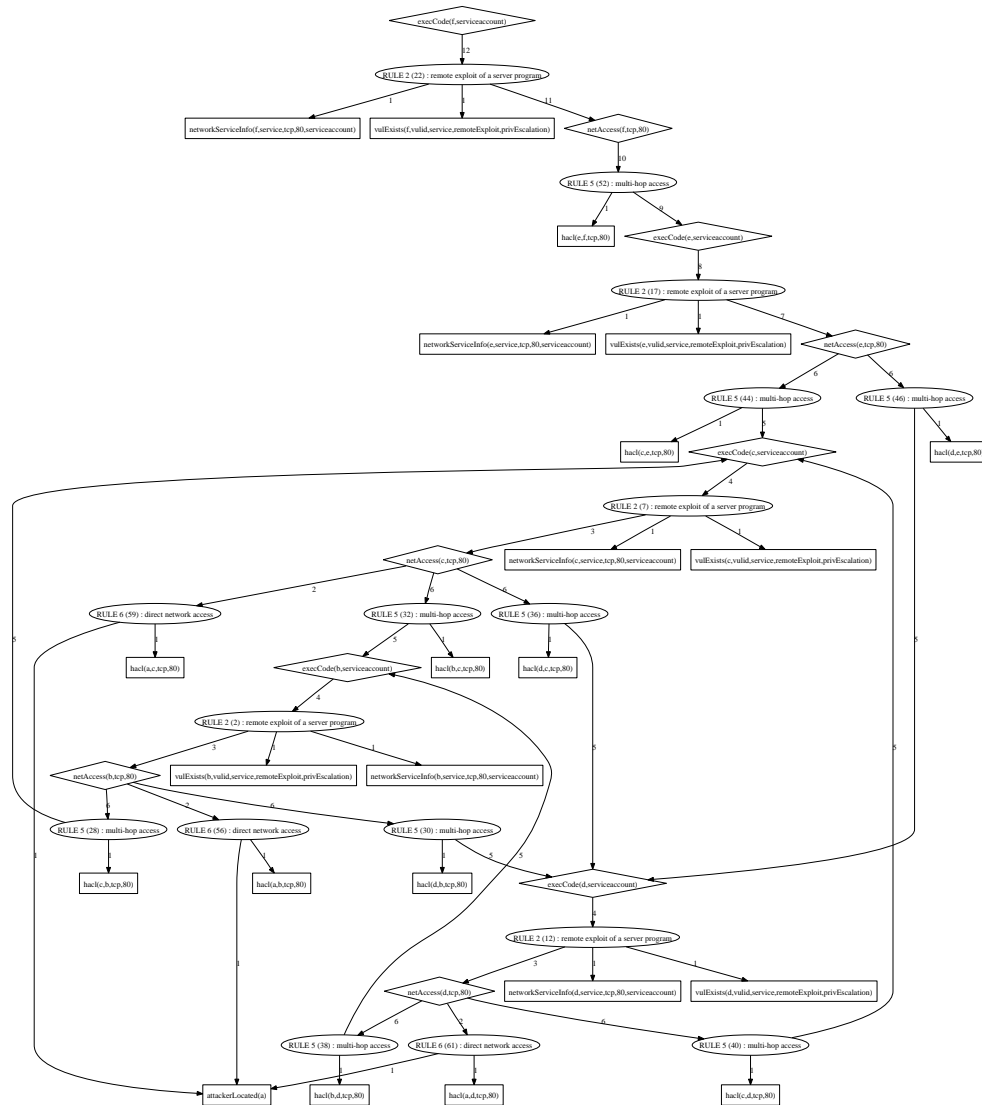 execCode(f,serviceaccount)
12
RULE 2 (22) : remote exploit of a server program
1
1
11
networkServiceInfo(f,service,tcp,80,serviceaccount)
vulExists(f,vulid,service,remoteExploit,privEscalation)
netAccess(f,tcp,80)
10
RULE 5 (52) : multi-hop access
1
9
hacl(e,f,tcp,80)
execCode(e,serviceaccount)
8
RULE 2 (17) : remote exploit of a server program
1
1
7
networkServiceInfo(e,service,tcp,80,serviceaccount)
vulExists(e,vulid,service,remoteExploit,privEscalation)
netAccess(e,tcp,80)
6
6
RULE 5 (44) : multi-hop access
RULE 5 (46) : multi-hop access
1
5
1
hacl(c,e,tcp,80)
execCode(c,serviceaccount)
hacl(d,e,tcp,80)
4
RULE 2 (7) : remote exploit of a server program
3
1
1
netAccess(c,tcp,80)
networkServiceInfo(c,service,tcp,80,serviceaccount)
vulExists(c,vulid,service,remoteExploit,privEscalation)
2
6
6
RULE 6 (59) : direct network access
RULE 5 (32) : multi-hop access
RULE 5 (36) : multi-hop access
5
1
5
1
1
5
hacl(a,c,tcp,80)
execCode(b,serviceaccount)
hacl(b,c,tcp,80)
hacl(d,c,tcp,80)
4
RULE 2 (2) : remote exploit of a server program
3
1
1
5
5
netAccess(b,tcp,80)
vulExists(b,vulid,service,remoteExploit,privEscalation)
networkServiceInfo(b,service,tcp,80,serviceaccount)
6
2
6
RULE 5 (28) : multi-hop access
RULE 6 (56) : direct network access
RULE 5 (30) : multi-hop access
1
1
1
1
5
5
hacl(c,b,tcp,80)
hacl(a,b,tcp,80)
hacl(d,b,tcp,80)
execCode(d,serviceaccount)
4
RULE 2 (12) : remote exploit of a server program
1
3
1
1
netAccess(d,tcp,80)
networkServiceInfo(d,service,tcp,80,serviceaccount)
vulExists(d,vulid,service,remoteExploit,privEscalation)
6
2
6
RULE 5 (38) : multi-hop access
RULE 6 (61) : direct network access
RULE 5 (40) : multi-hop access
1
1
1
1
attackerLocated(a)
hacl(b,d,tcp,80)
hacl(a,d,tcp,80)
hacl(c,d,tcp,80)